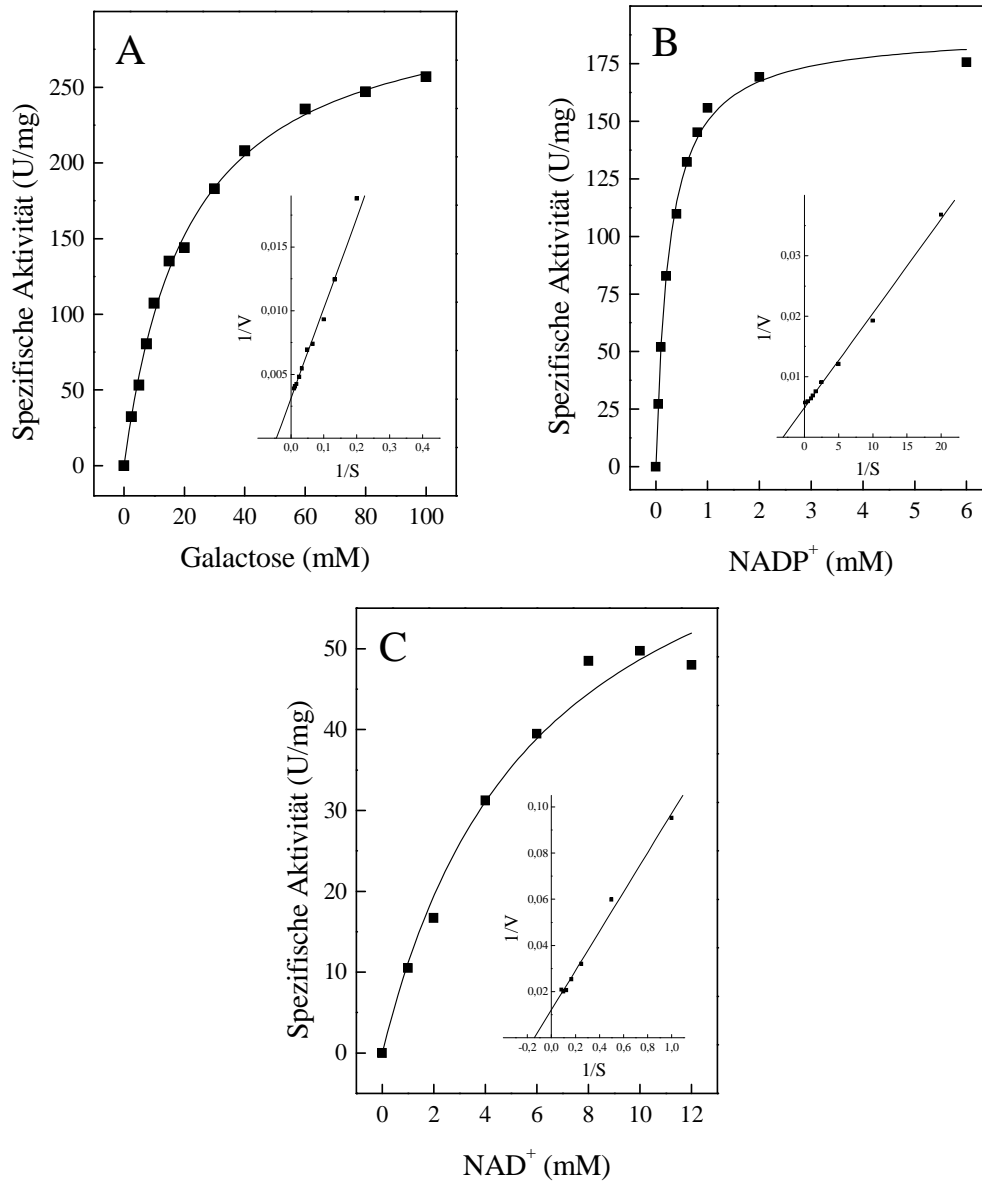 A
Spezifische Aktivität (U/mg)
250
200
150
100
50
0
0 20 40 60 80 100
Galactose (mM)
1/V
0,015
0,010
0,005
0,0 0,1 0,2 0,3 0,4
1/S
B
Spezifische Aktivität (U/mg)
175
150
125
100
75
50
25
0
0 1 2 3 4 5 6
NADP⁺ (mM)
1/V
0,03
0,02
0,01
0 5 10 15 20
1/S
C
Spezifische Aktivität (U/mg)
50
40
30
20
10
0
0 2 4 6 8 10 12
NAD⁺ (mM)
1/V
0,10
0,08
0,06
0,04
0,02
-0,2 0,0 0,2 0,4 0,6 0,8 1,0
1/S